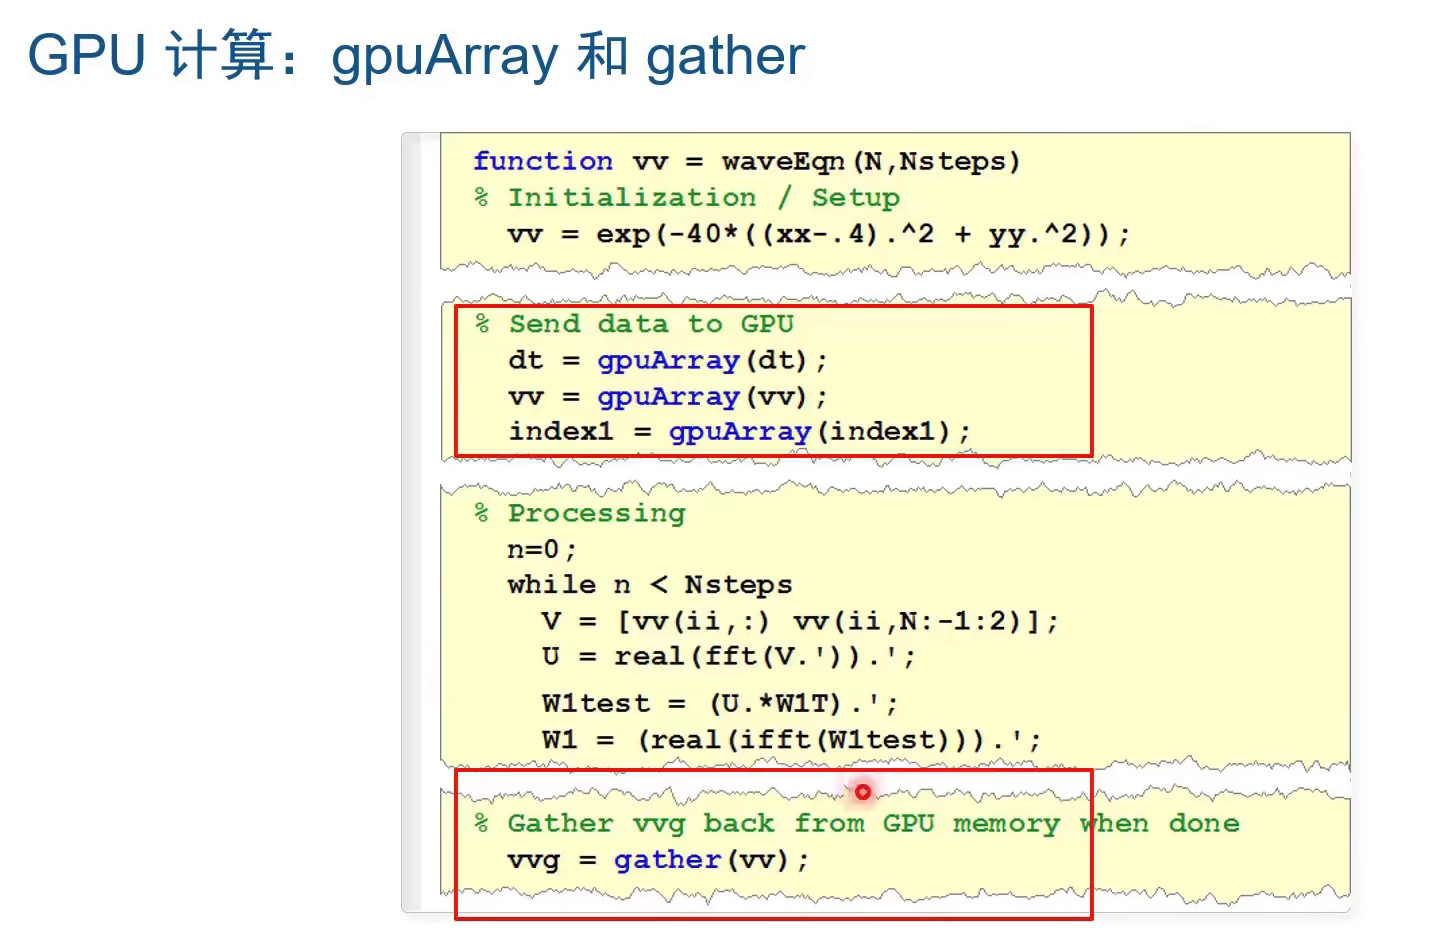 GPU 计算：gpuArray 和 gather
function vv = waveEqn(N,Nsteps)
% Initialization / Setup
vv = exp(-40*((xx-.4).^2 + yy.^2));
% Send data to GPU
dt = gpuArray(dt);
vv = gpuArray(vv);
index1 = gpuArray(index1);
% Processing
n=0;
while n < Nsteps
V = [vv(ii,:) vv(ii,N:-1:2)];
U = real(fft(V.')).';
W1test = (U.*W1T).';
W1 = (real(ifft(W1test))).';
% Gather vvg back from GPU memory when done
vvg = gather(vv);